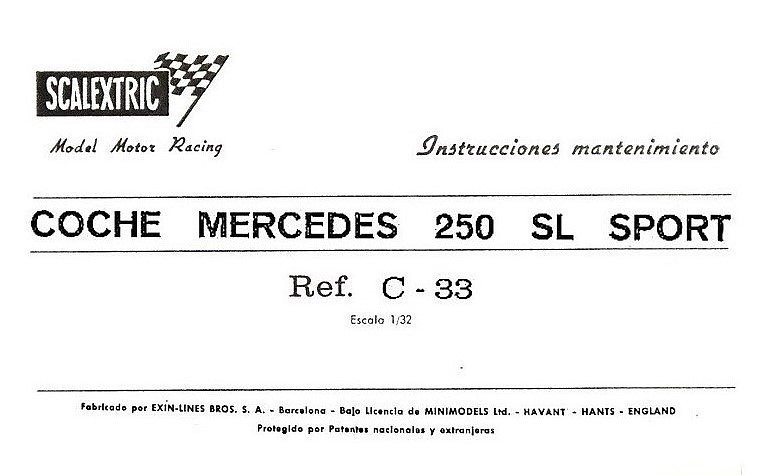 SCALEXTRIC
Model Motor Racing
Instrucciones mantenimiento
COCHE MERCEDES 250 SL SPORT
Ref. C - 33
Escala 1/32
Fabricado por EXIN-LINES BROS. S. A. - Barcelona - Bajo Licencia de MINIMODELS Ltd. - HAVANT - HANTS - ENGLAND
Protegido por Patentes nacionales y extranjeras